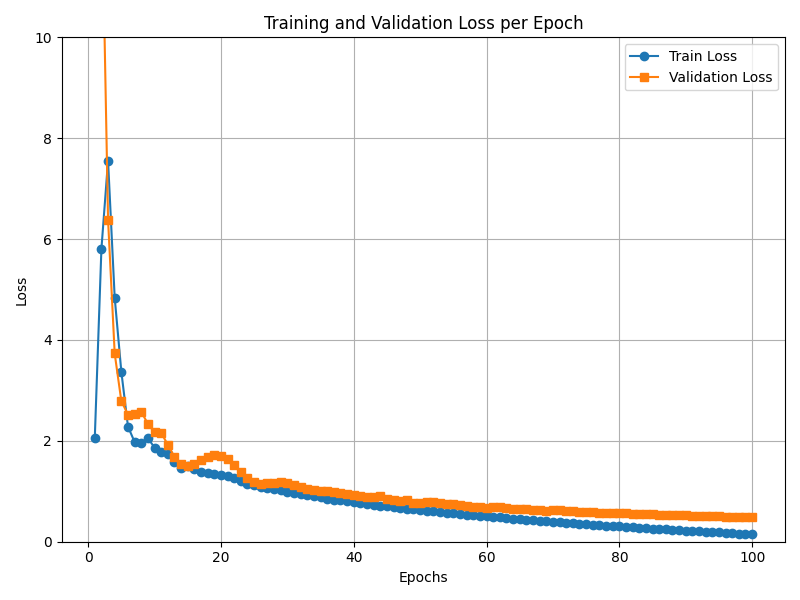 Training and Validation Loss per Epoch
Train Loss
Validation Loss
10
8
6
4
2
0
Loss
0 20 40 60 80 100
Epochs